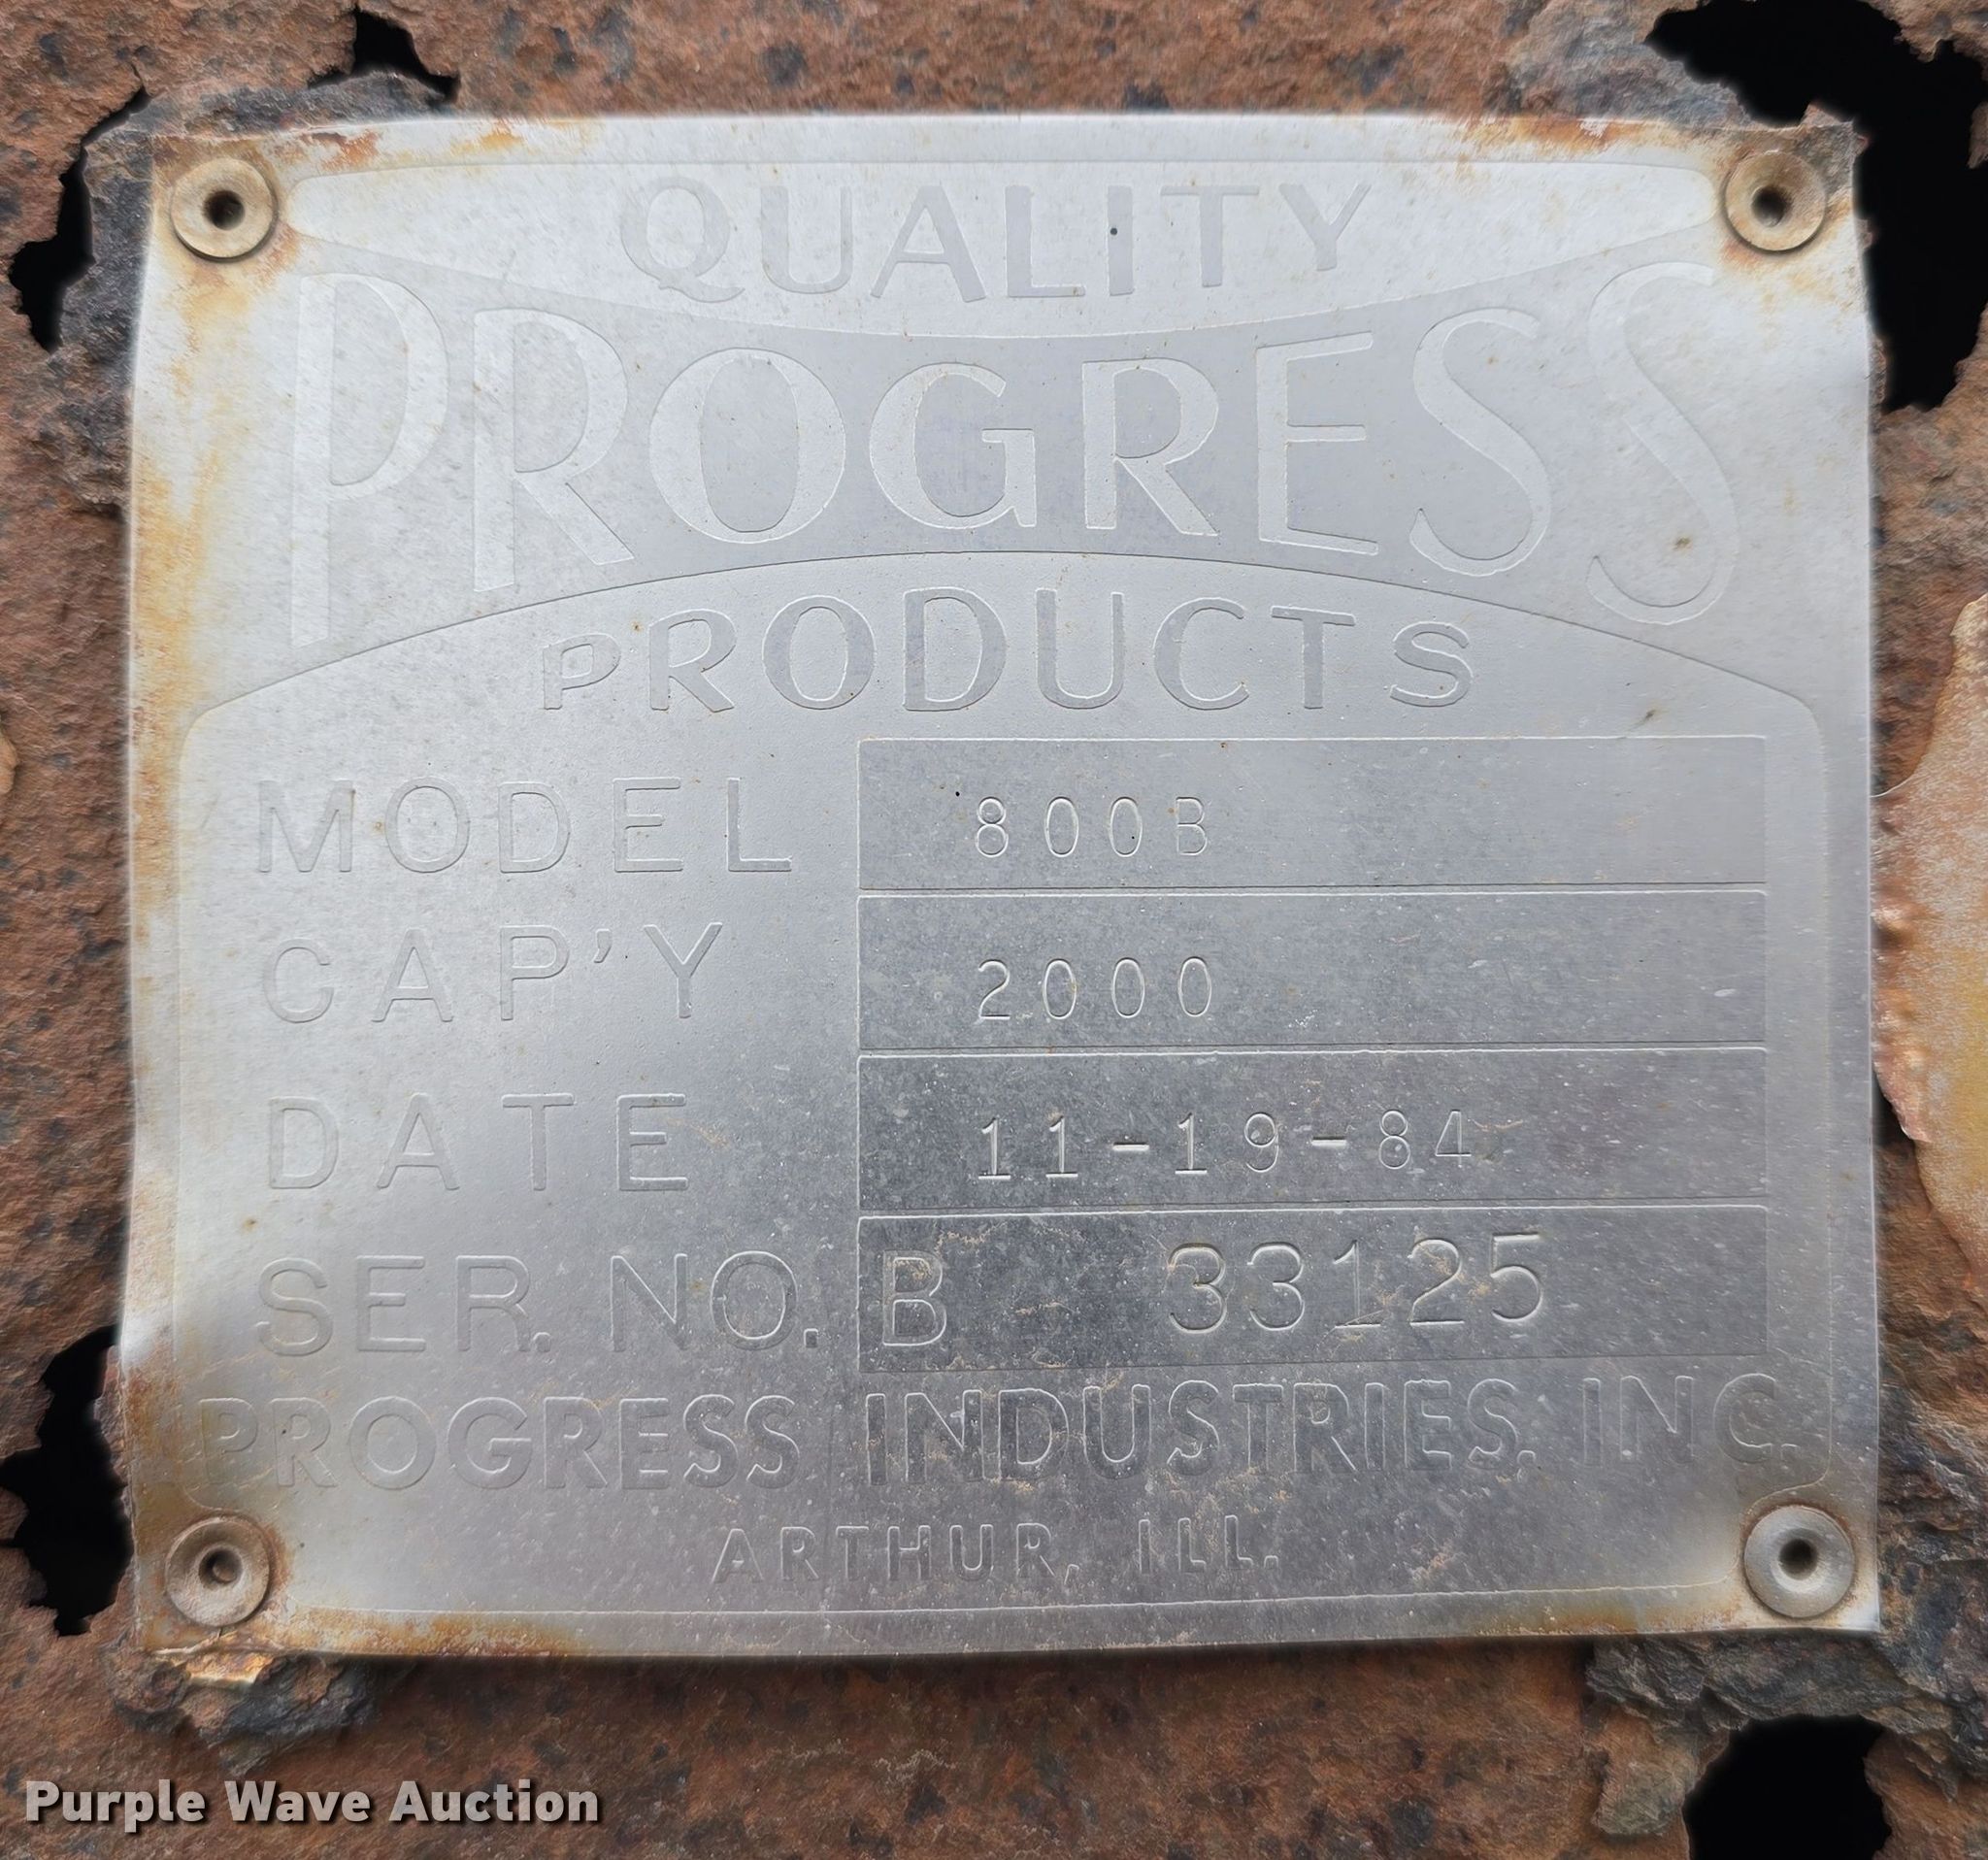 QUALITY
PROGRESS
PRODUCTS
MODEL 800B
CAP'Y 2000
DATE 11-19-84
SER. NO. B 33125
PROGRESS INDUSTRIES, INC.
ARTHUR, ILL.
Purple Wave Auction